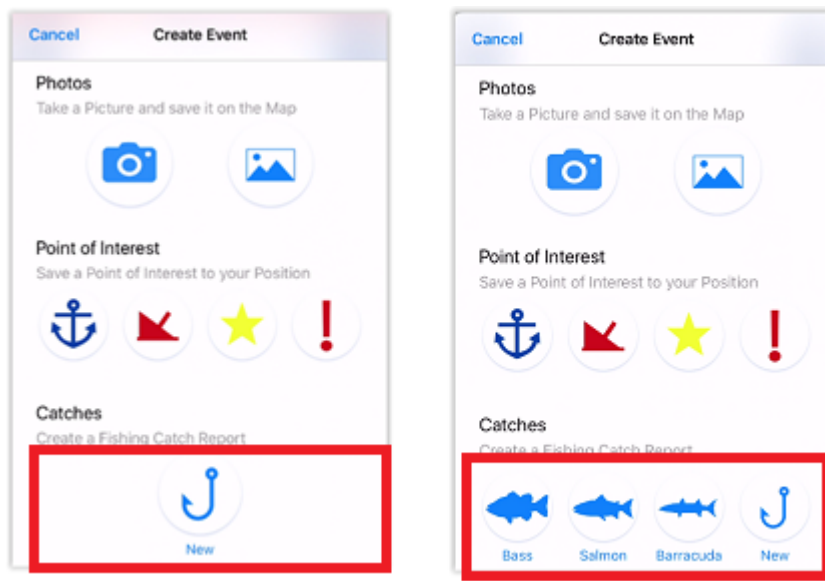 Cancel Create Event
Photos
Take a Picture and save it on the Map
Point of Interest
Save a Point of Interest to your Position
Catches
Create a Fishing Catch Report
New
Cancel Create Event
Photos
Take a Picture and save it on the Map
Point of Interest
Save a Point of Interest to your Position
Catches
Create a Fishing Catch Report
Bass Salmon Barracuda New